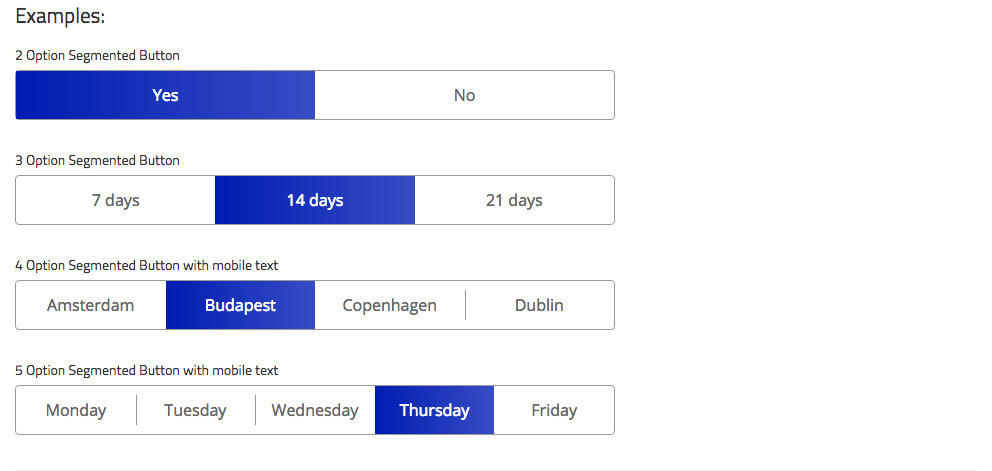 Examples:
2 Option Segmented Button
Yes No
3 Option Segmented Button
7 days 14 days 21 days
4 Option Segmented Button with mobile text
Amsterdam Budapest Copenhagen Dublin
5 Option Segmented Button with mobile text
Monday Tuesday Wednesday Thursday Friday